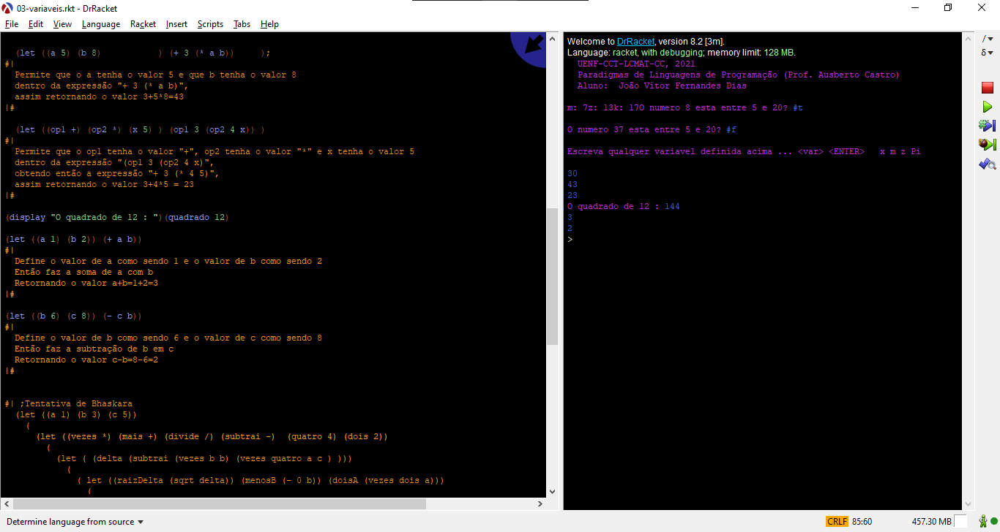 03-variaveis.rkt - DrRacket
File Edit View Language Racket Insert Scripts Tabs Help
(let ((a 5) (b 8) ) (+ 3 (* a b)) );
#|
Permite que o a tenha o valor 5 e que b tenha o valor 8
dentro da expressão "+ 3 (* a b)",
assim retornando o valor 3+5*8=43
|#
(let ((op1 +) (op2 *) (x 5) ) (op1 3 (op2 4 x)) )
#|
Permite que o op1 tenha o valor "+", op2 tenha o valor "*" e x tenha o valor 5
dentro da expressão "(op1 3 (op2 4 x)",
obtendo então a expressão "+ 3 (* 4 5)",
assim retornando o valor 3+4*5 = 23
|#
(display "O quadrado de 12 : ")(quadrado 12)
(let ((a 1) (b 2)) (+ a b))
#|
Define o valor de a como sendo 1 e o valor de b como sendo 2
Então faz a soma de a com b
Retornando o valor a+b=1+2=3
|#
(let ((b 6) (c 8)) (- c b))
#|
Define o valor de b como sendo 6 e o valor de c como sendo 8
Então faz a subtração de b em c
Retornando o valor c-b=8-6=2
|#
#| ;Tentativa de Bhaskara
(let ((a 1) (b 3) (c 5))
(
(let ((vezes *) (mais +) (divide /) (subtrai -) (quatro 4) (dois 2))
(
(let ( (delta (subtrai (vezes b b) (vezes quatro a c ) )))
(
( let ((raizDelta (sqrt delta)) (menosB (- 0 b)) (doisA (vezes dois a)))
(
Welcome to DrRacket, version 8.2 [3m].
Language: racket, with debugging; memory limit: 128 MB.
UENF-CCT-LCMAT-CC, 2021
Paradigmas de Linguagens de Programação (Prof. Ausberto Castro)
Aluno: João Vítor Fernandes Dias
m: 7z: 13k: 17O numero 8 esta entre 5 e 20? #t
O numero 37 esta entre 5 e 20? #f
Escreva qualquer variavel definida acima ... <var> <ENTER> x m z Pi
30
43
23
O quadrado de 12 : 144
3
2
>
/
δ
Determine language from source
CRLF 85:60
457.30 MB